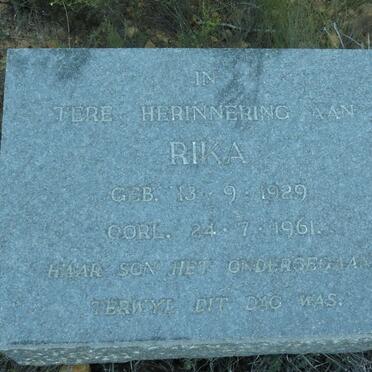 IN
TERE HERINNERING AAN
RIKA
GEB. 13 · 9 · 1929
OORL. 24 · 7 · 1961.
HAAR SON HET ONDERGEGAAN
TERWYL DIT DAG WAS.